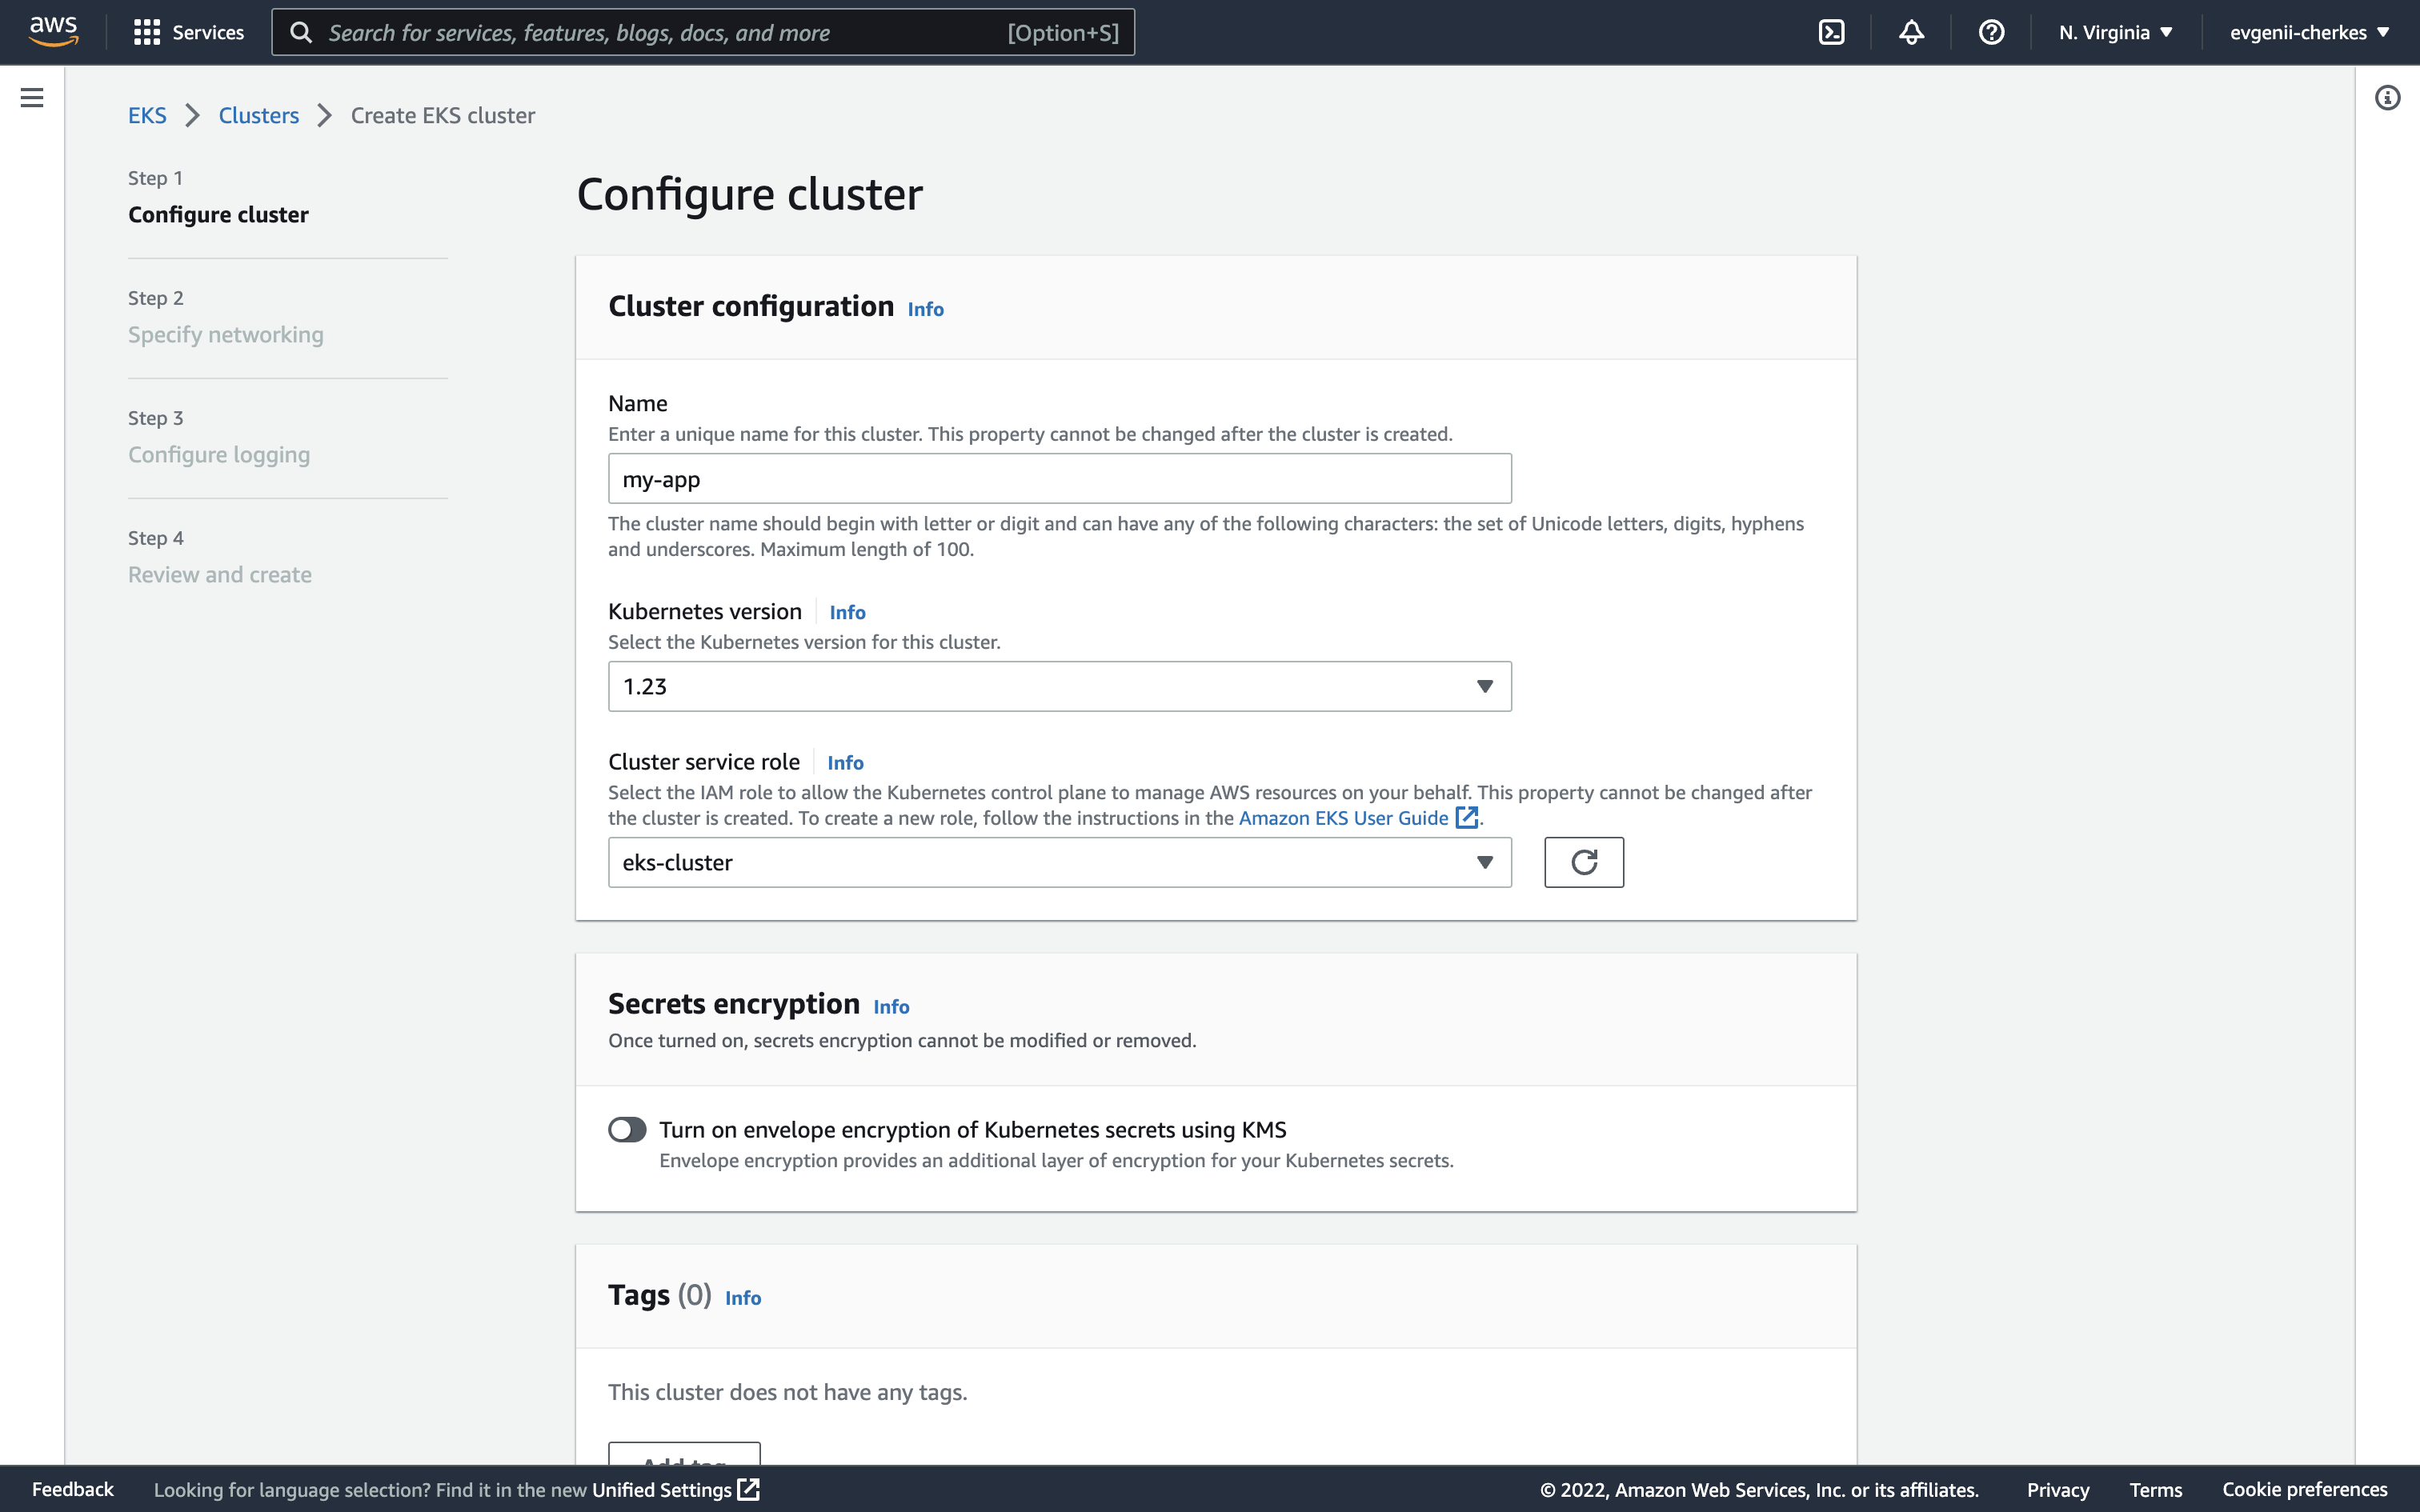 aws
Services
Search for services, features, blogs, docs, and more
[Option+S]
N. Virginia
evgenii-cherkes
EKS
Clusters
Create EKS cluster
Step 1
Configure cluster
Step 2
Specify networking
Step 3
Configure logging
Step 4
Review and create
Configure cluster
Cluster configuration Info
Name
Enter a unique name for this cluster. This property cannot be changed after the cluster is created.
my-app
The cluster name should begin with letter or digit and can have any of the following characters: the set of Unicode letters, digits, hyphens
and underscores. Maximum length of 100.
Kubernetes version Info
Select the Kubernetes version for this cluster.
1.23
Cluster service role Info
Select the IAM role to allow the Kubernetes control plane to manage AWS resources on your behalf. This property cannot be changed after
the cluster is created. To create a new role, follow the instructions in the Amazon EKS User Guide.
eks-cluster
Secrets encryption Info
Once turned on, secrets encryption cannot be modified or removed.
Turn on envelope encryption of Kubernetes secrets using KMS
Envelope encryption provides an additional layer of encryption for your Kubernetes secrets.
Tags (0) Info
This cluster does not have any tags.
Add tag
Feedback
Looking for language selection? Find it in the new Unified Settings
© 2022, Amazon Web Services, Inc. or its affiliates.
Privacy
Terms
Cookie preferences